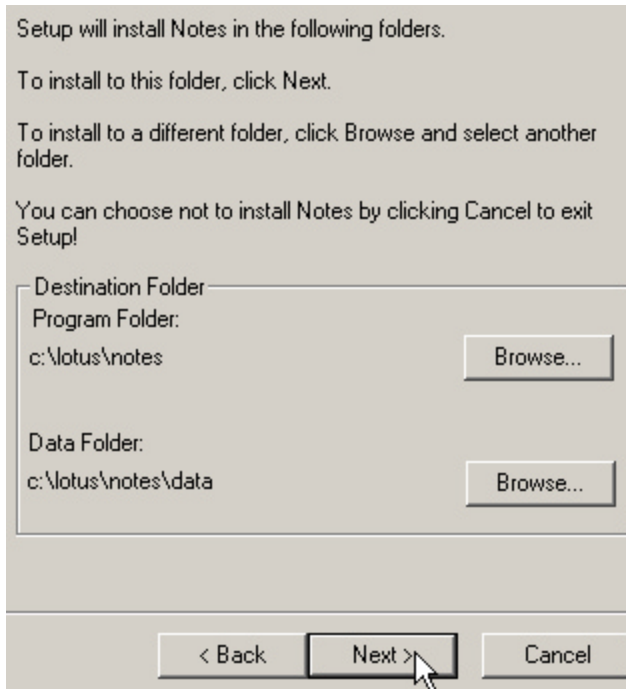 Setup will install Notes in the following folders.
To install to this folder, click Next.
To install to a different folder, click Browse and select another
folder.
You can choose not to install Notes by clicking Cancel to exit
Setup!
Destination Folder
Program Folder:
c:\lotus\notes
Browse...
Data Folder:
c:\lotus\notes\data
Browse...
< Back
Next >
Cancel